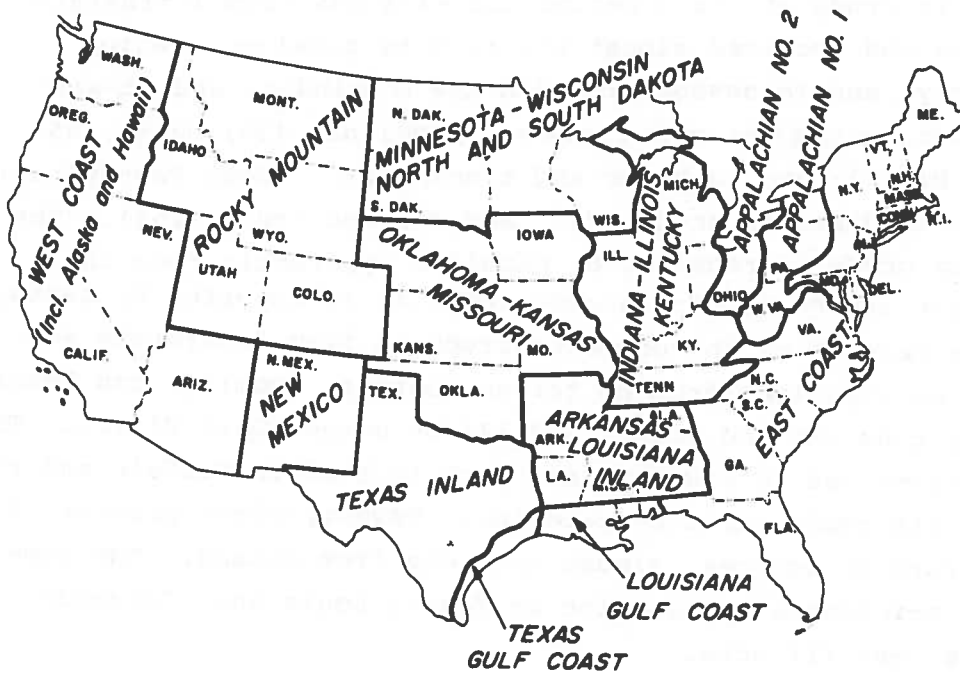 WASH.
OREG.
IDAHO
MONT.
NEV.
WYO.
UTAH
COLO.
CALIF.
ARIZ.
WEST COAST
(Incl. Alaska and Hawaii)
ROCKY MOUNTAIN
N. MEX.
NEW
MEXICO
N. DAK.
S. DAK.
MINNESOTA-WISCONSIN
NORTH AND SOUTH DAKOTA
WIS.
IOWA
OKLAHOMA-KANSAS
MISSOURI
KANS.
MO.
TEX.
OKLA.
TEXAS INLAND
ILL.
MICH.
INDIANA-ILLINOIS
KENTUCKY
KY.
TENN
ALA.
ARKANSAS
LOUISIANA
INLAND
ARK.
LA.
MISS.
OHIO
APPALACHIAN NO. 2
APPALACHIAN NO. 1
PA.
W.VA.
ME.
VT.
N.H.
N.Y.
MASS.
CONN.
R.I.
MD.
DEL.
VA.
N.C.
S.C.
GA.
FLA.
EAST COAST
LOUISIANA
GULF COAST
TEXAS
GULF COAST